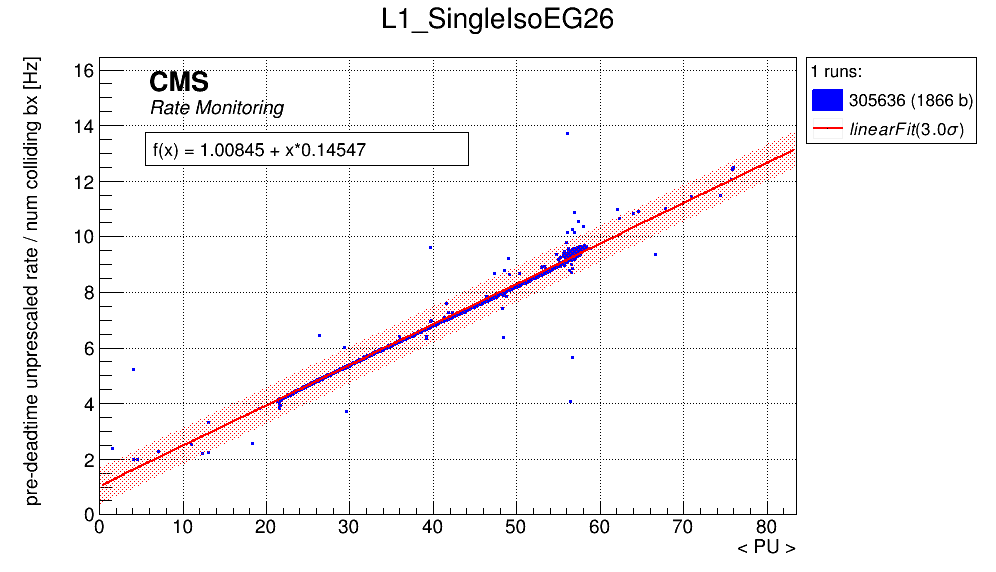 L1_SingleIsoEG26
pre-deadtime unprescaled rate / num colliding bx [Hz]
16
14
12
10
8
6
4
2
0
CMS
Rate Monitoring
f(x) = 1.00845 + x*0.14547
1 runs:
305636 (1866 b)
linearFit(3.0σ)
0 10 20 30 40 50 60 70 80
< PU >